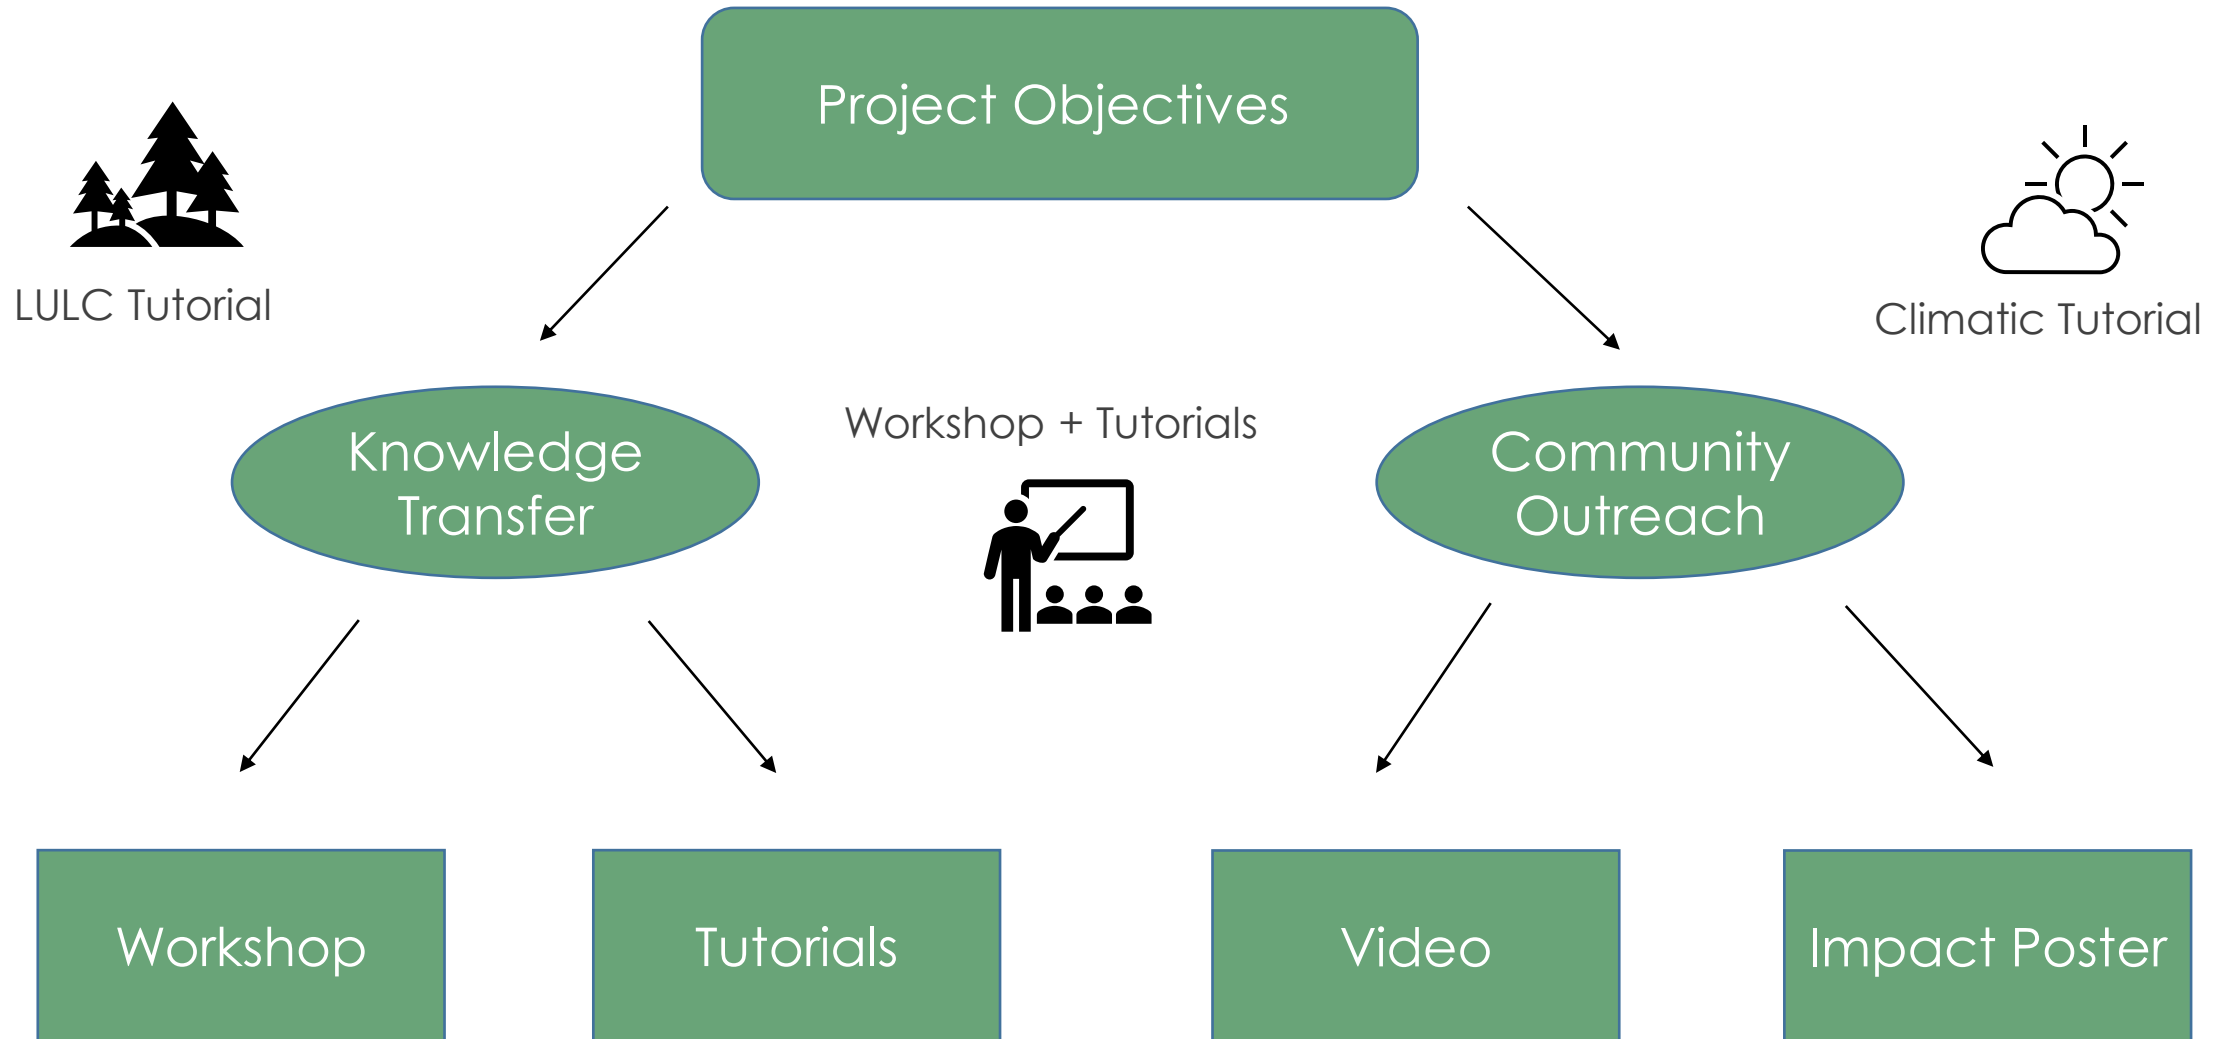 Project Objectives
LULC Tutorial
Climatic Tutorial
Workshop + Tutorials
Knowledge
Transfer
Community
Outreach
Workshop
Tutorials
Video
Impact Poster